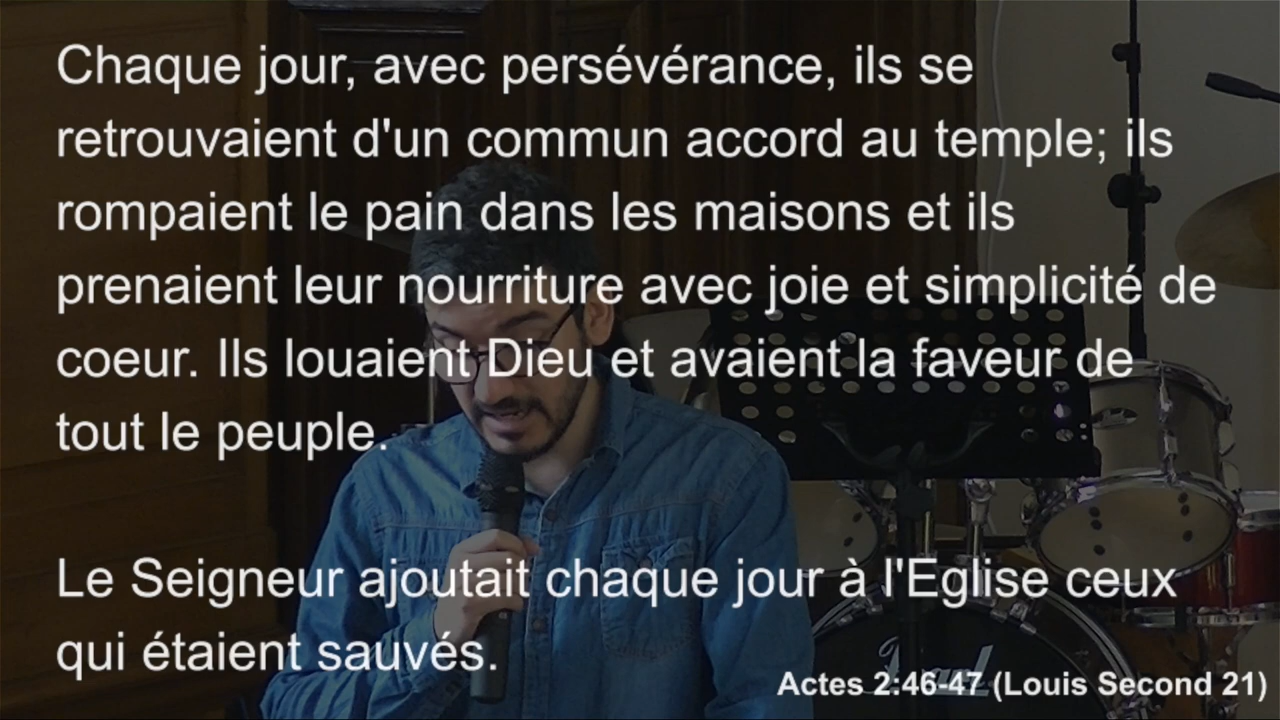 Chaque jour, avec persévérance, ils se
retrouvaient d'un commun accord au temple; ils
rompaient le pain dans les maisons et ils
prenaient leur nourriture avec joie et simplicité de
coeur. Ils louaient Dieu et avaient la faveur de
tout le peuple.
Le Seigneur ajoutait chaque jour à l'Eglise ceux
qui étaient sauvés.
Actes 2:46-47 (Louis Second 21)